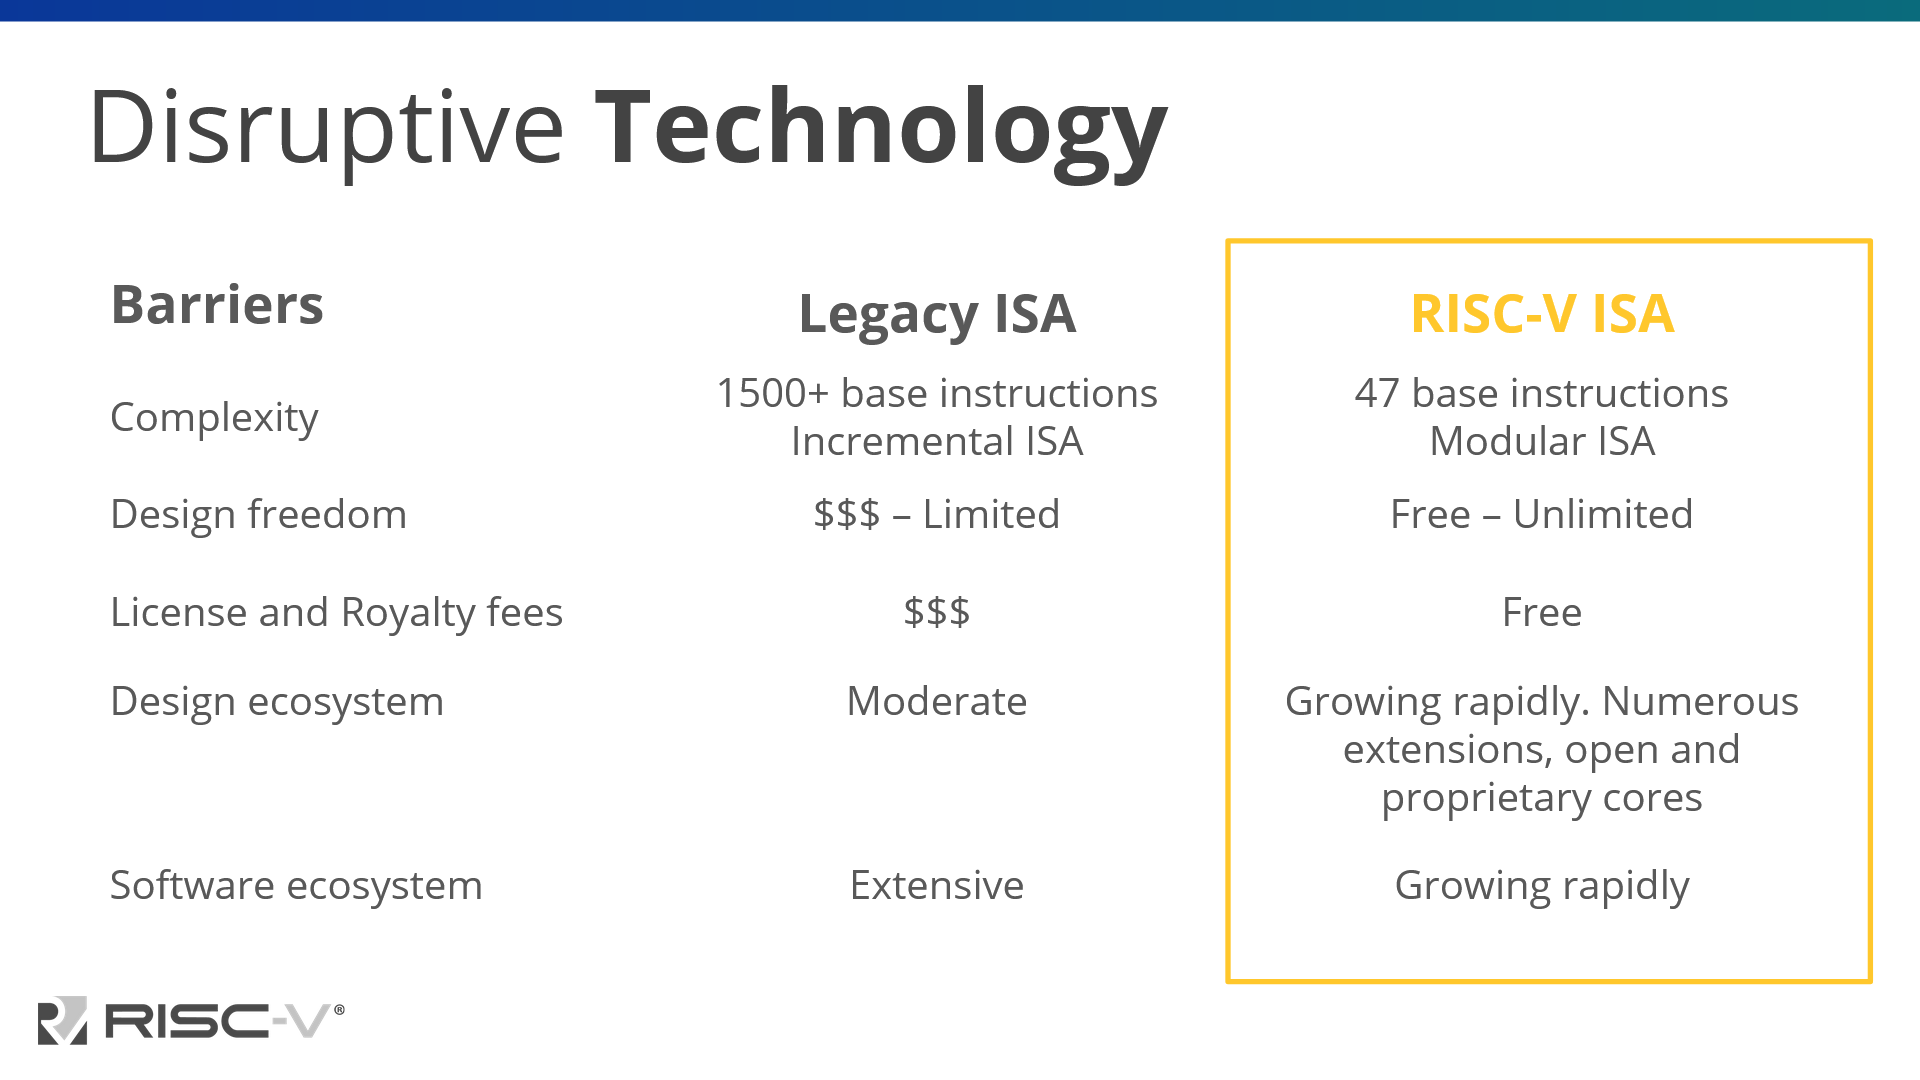 Disruptive Technology
Barriers
Legacy ISA
RISC-V ISA
Complexity
1500+ base instructions
Incremental ISA
47 base instructions
Modular ISA
Design freedom
$$$ – Limited
Free – Unlimited
License and Royalty fees
$$$
Free
Design ecosystem
Moderate
Growing rapidly. Numerous
extensions, open and
proprietary cores
Software ecosystem
Extensive
Growing rapidly
RISC-V®